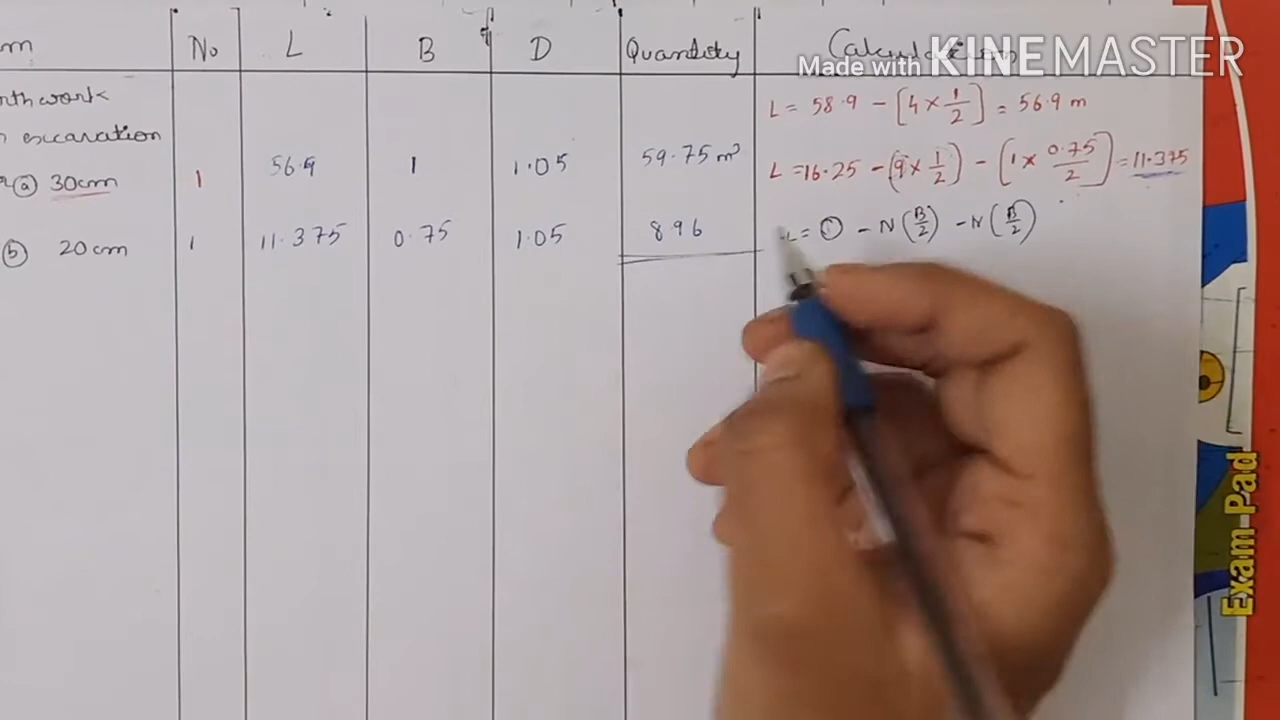 m No L B D Quantity Calculation
Made with KINEMASTER
rthwork
excavation
L = 58.9 - [4 × 1/2] = 56.9 m
ⓐ 30cm 1 56.9 1 1.05 59.75 m³
L = 16.25 - (9 × 1/2) - [1 × 0.75/2] = 11.375
ⓑ 20cm 1 11.375 0.75 1.05 8.96
L = ① - N (B/2) - N (B/2)
Exam-Pad